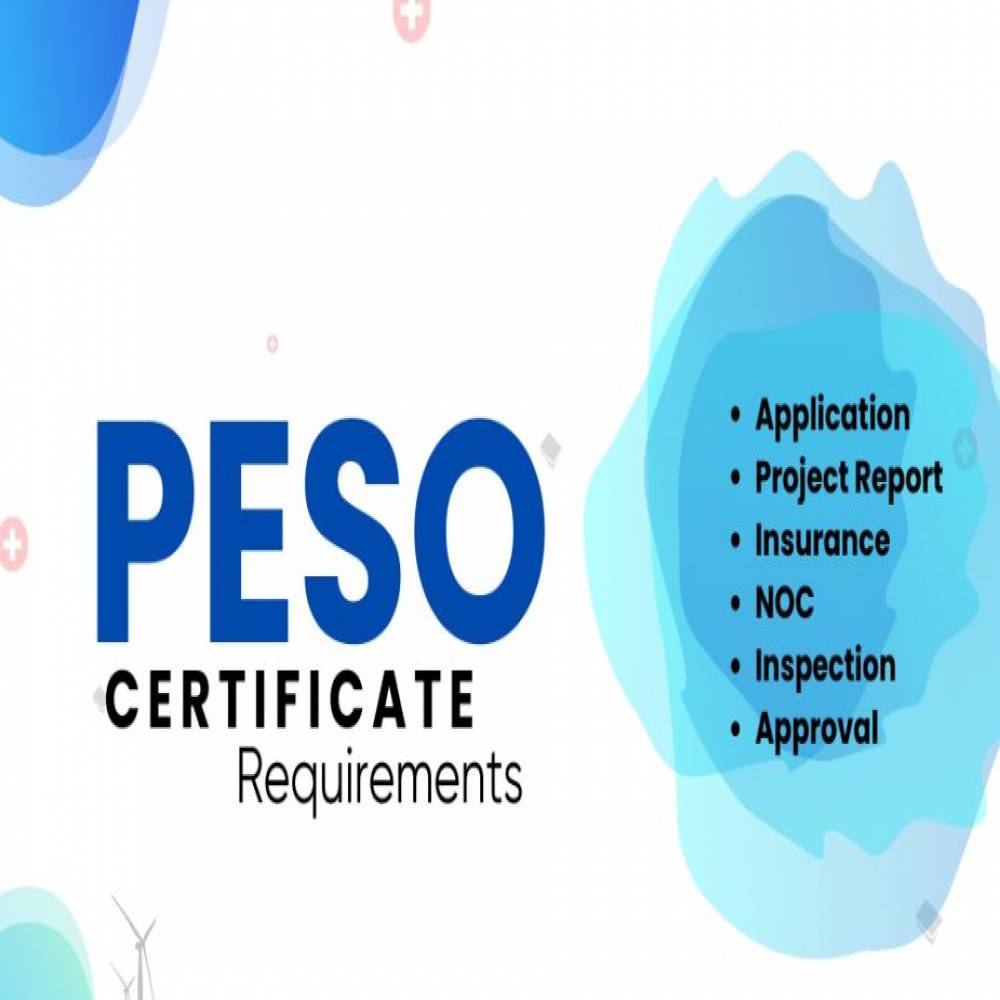 PESO
CERTIFICATE
Requirements
• Application
• Project Report
• Insurance
• NOC
• Inspection
• Approval